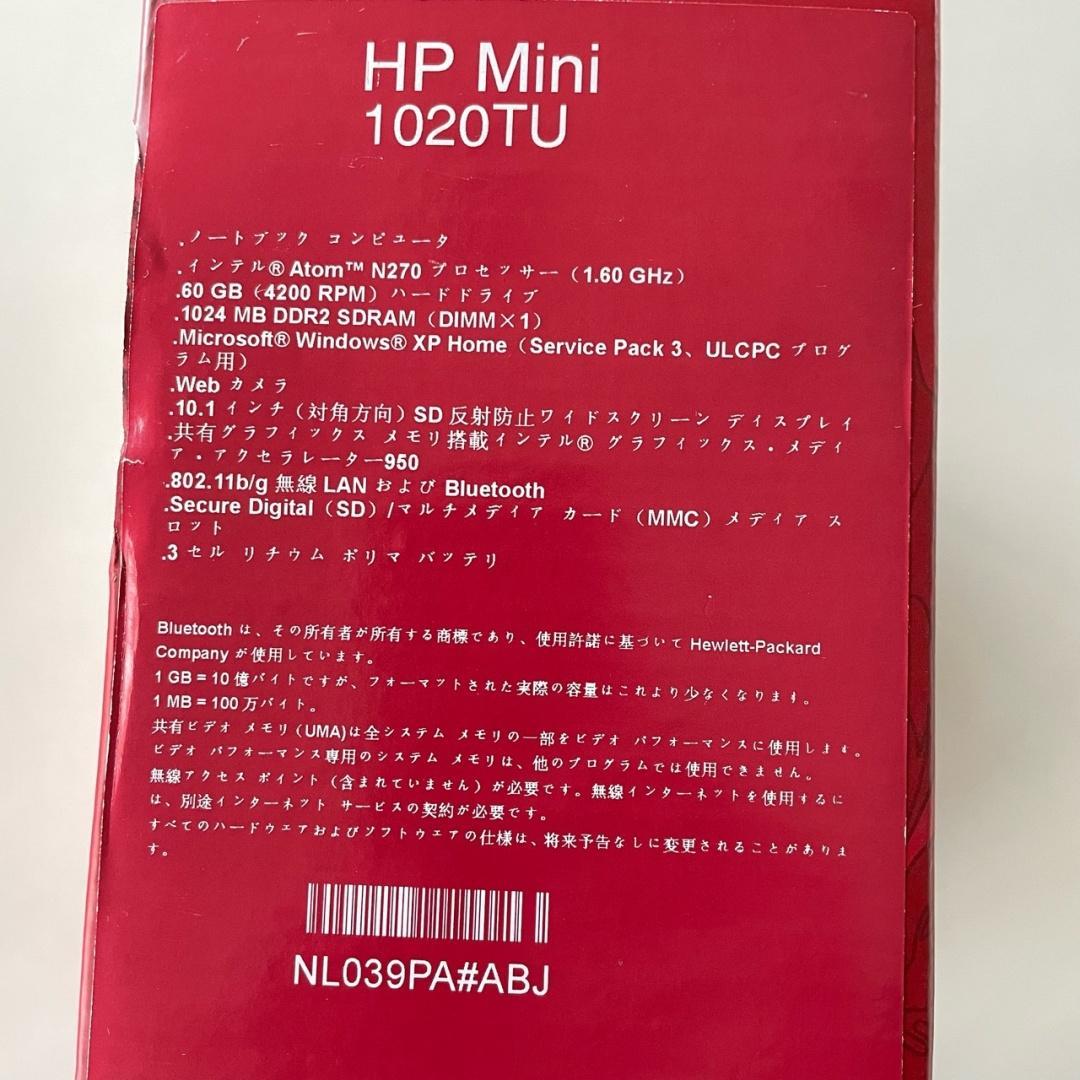 HP Mini
1020TU
.ノートブック コンピュータ
.インテル® Atom™ N270 プロセッサー（1.60 GHz）
.60 GB（4200 RPM）ハードドライブ
.1024 MB DDR2 SDRAM（DIMM×1）
.Microsoft® Windows® XP Home（Service Pack 3、ULCPC プログ
ラム用）
.Web カメラ
.10.1 インチ（対角方向）SD 反射防止ワイドスクリーン ディスプレイ
.共有グラフィックス メモリ搭載インテル® グラフィックス・メディ
ア・アクセラレーター950
.802.11b/g 無線 LAN および Bluetooth
.Secure Digital（SD）/マルチメディア カード（MMC）メディア ス
ロット
.3 セル リチウム ポリマ バッテリ
Bluetooth は、その所有者が所有する商標であり、使用許諾に基づいて Hewlett-Packard
Company が使用しています。
1 GB = 10 億バイトですが、フォーマットされた実際の容量はこれより少なくなります。
1 MB = 100 万バイト。
共有ビデオ メモリ（UMA)は全システム メモリの一部をビデオ パフォーマンスに使用します。
ビデオ パフォーマンス専用のシステム メモリは、他のプログラムでは使用できません。
無線アクセス ポイント（含まれていません）が必要です。無線インターネットを使用するに
は、別途インターネット サービスの契約が必要です。
すべてのハードウェアおよびソフトウェアの仕様は、将来予告なしに変更されることがありま
す。
NL039PA#ABJ